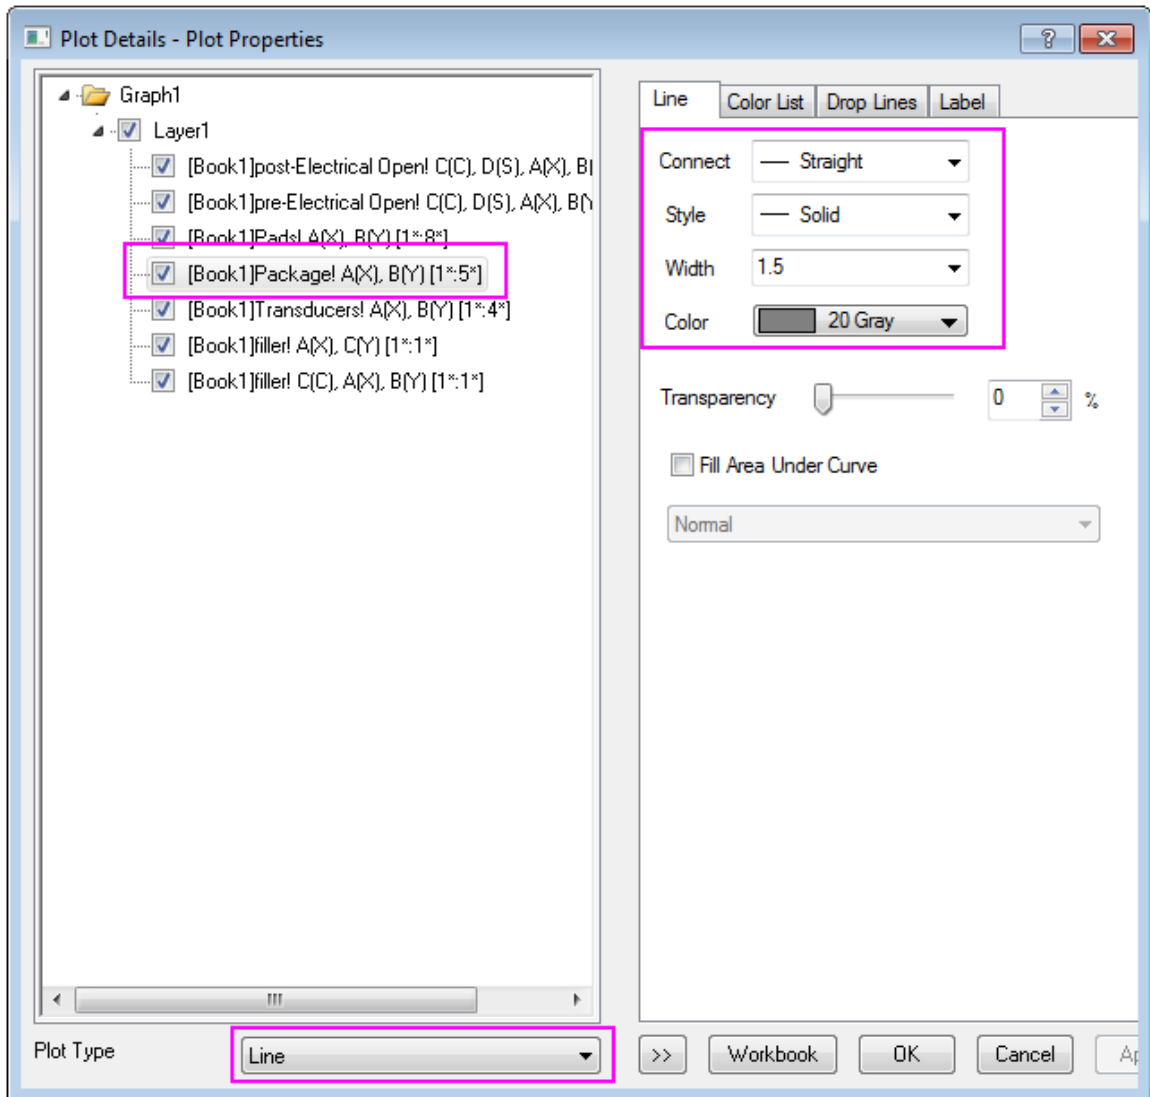 Plot Details - Plot Properties
Graph1
Layer1
[Book1]post-Electrical Open! C(C), D(S), A(X), B(
[Book1]pre-Electrical Open! C(C), D(S), A(X), B(Y
[Book1]Pads! A(X), B(Y) [1*:8*]
[Book1]Package! A(X), B(Y) [1*:5*]
[Book1]Transducers! A(X), B(Y) [1*:4*]
[Book1]filler! A(X), C(Y) [1*:1*]
[Book1]filler! C(C), A(X), B(Y) [1*:1*]
Line Color List Drop Lines Label
Connect Straight
Style Solid
Width 1.5
Color 20 Gray
Transparency 0 %
Fill Area Under Curve
Normal
Plot Type Line >> Workbook OK Cancel Ap